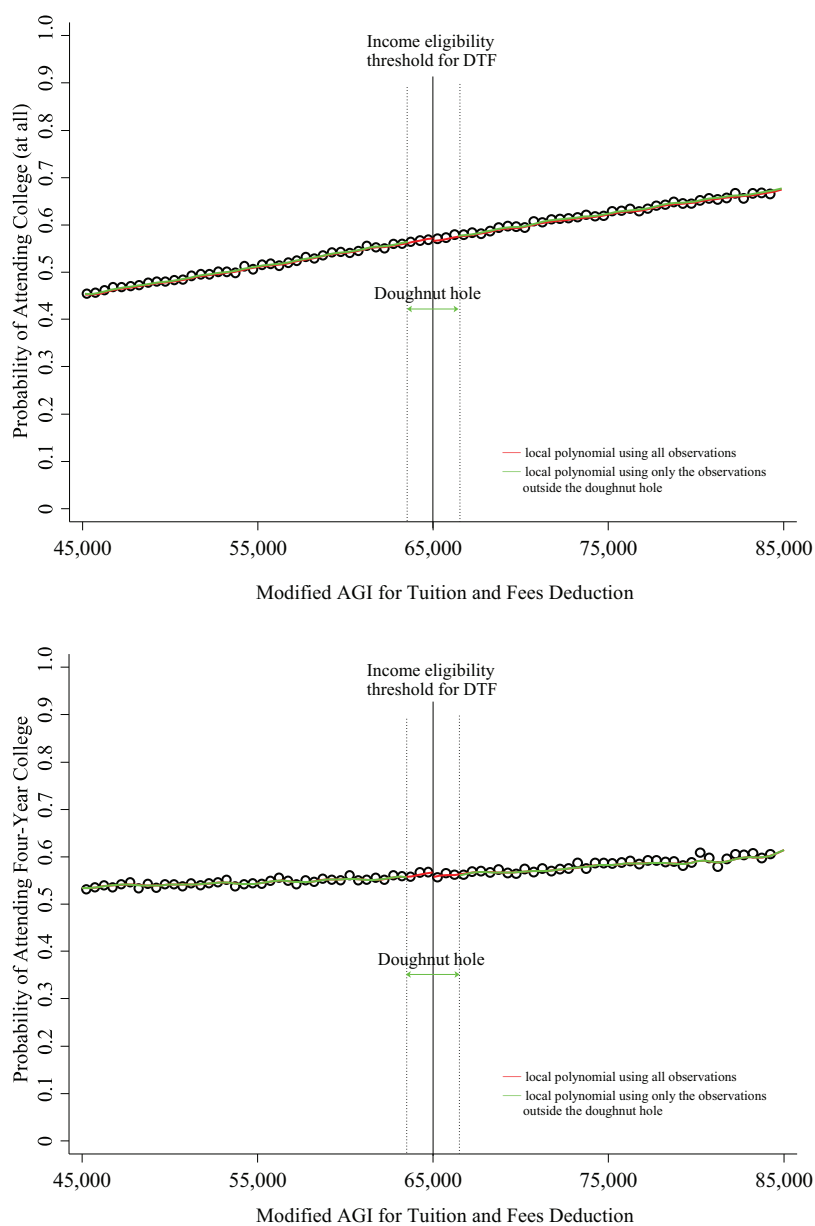 Income eligibility
threshold for DTF
Probability of Attending College (at all)
1.0
0.9
0.8
0.7
0.6
0.5
0.4
0.3
0.2
0.1
0
Doughnut hole
local polynomial using all observations
local polynomial using only the observations
outside the doughnut hole
45,000 55,000 65,000 75,000 85,000
Modified AGI for Tuition and Fees Deduction
Income eligibility
threshold for DTF
Probability of Attending Four-Year College
1.0
0.9
0.8
0.7
0.6
0.5
0.4
0.3
0.2
0.1
0
Doughnut hole
local polynomial using all observations
local polynomial using only the observations
outside the doughnut hole
45,000 55,000 65,000 75,000 85,000
Modified AGI for Tuition and Fees Deduction